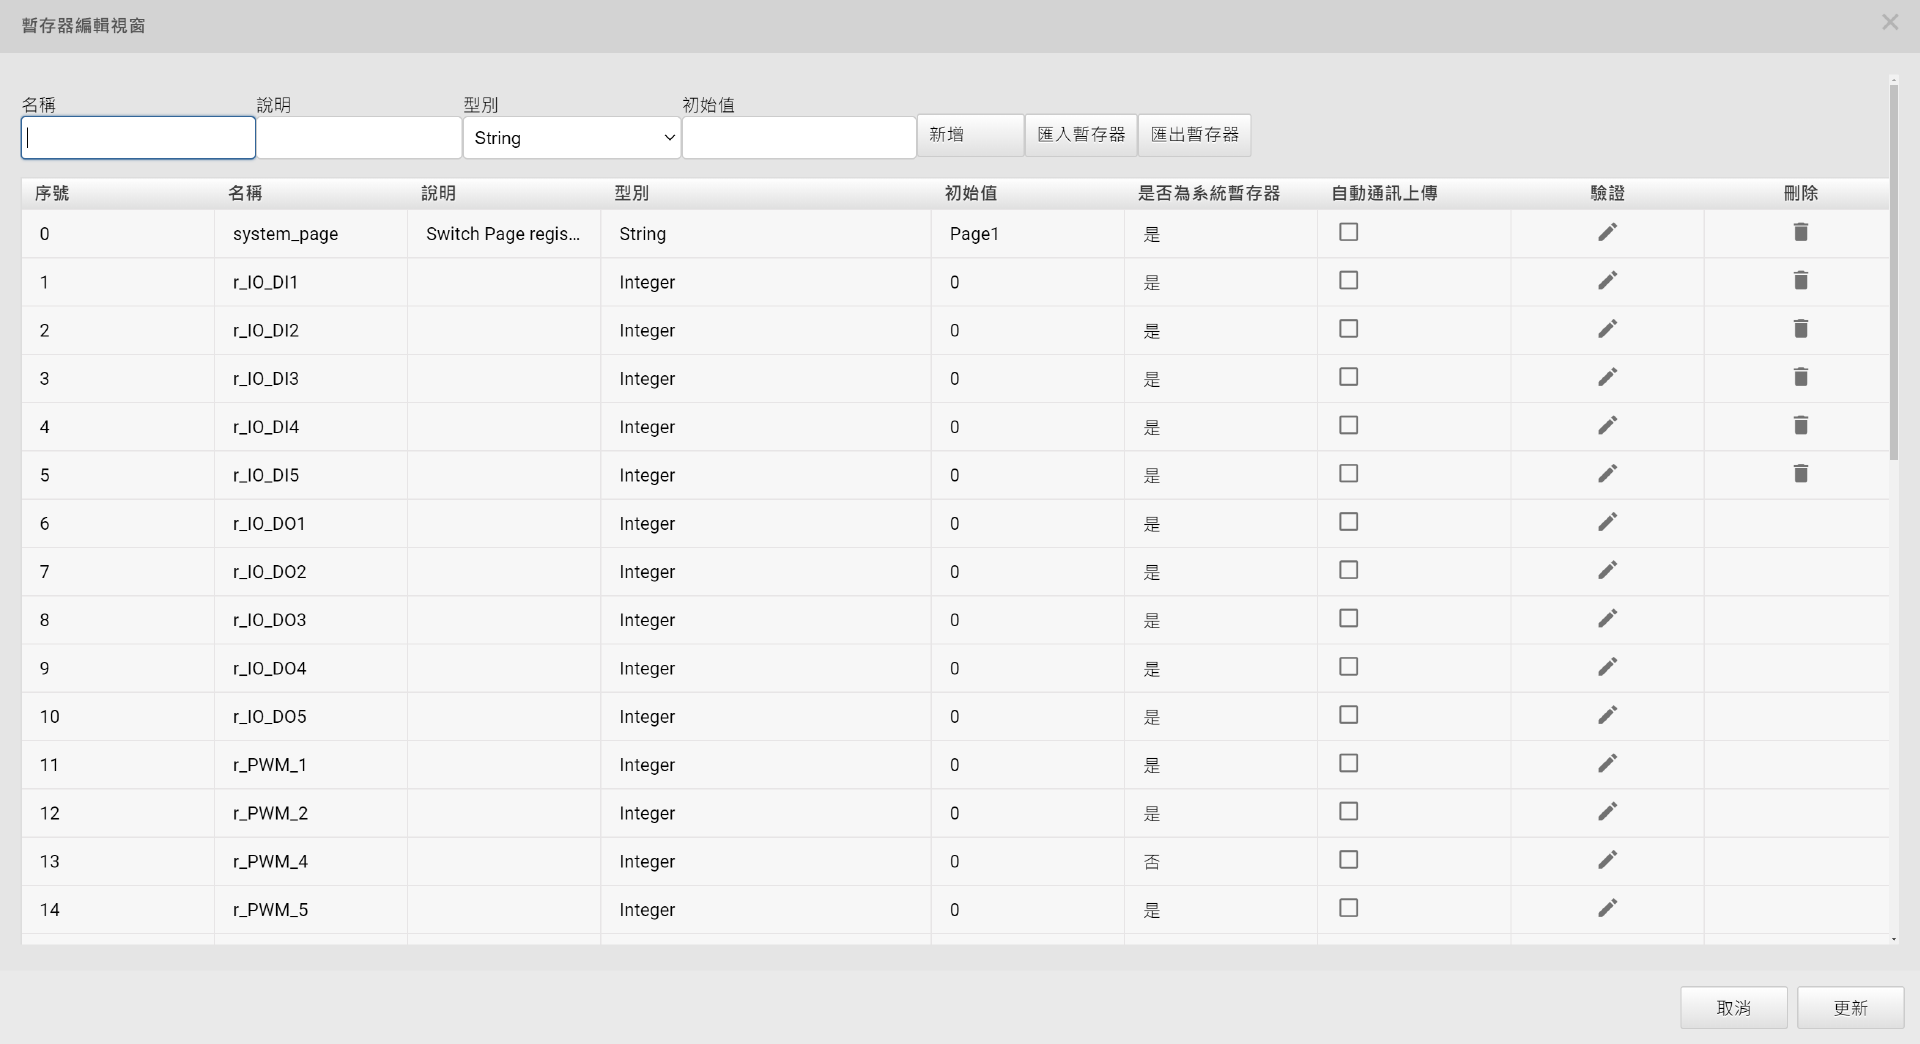 暫存器編輯視窗
名稱 說明 型別 初始值
String 新增 匯入暫存器 匯出暫存器
序號 名稱 說明 型別 初始值 是否為系統暫存器 自動通訊上傳 驗證 刪除
0 system_page Switch Page regis... String Page1 是
1 r_IO_DI1 Integer 0 是
2 r_IO_DI2 Integer 0 是
3 r_IO_DI3 Integer 0 是
4 r_IO_DI4 Integer 0 是
5 r_IO_DI5 Integer 0 是
6 r_IO_DO1 Integer 0 是
7 r_IO_DO2 Integer 0 是
8 r_IO_DO3 Integer 0 是
9 r_IO_DO4 Integer 0 是
10 r_IO_DO5 Integer 0 是
11 r_PWM_1 Integer 0 是
12 r_PWM_2 Integer 0 是
13 r_PWM_4 Integer 0 否
14 r_PWM_5 Integer 0 是
取消 更新